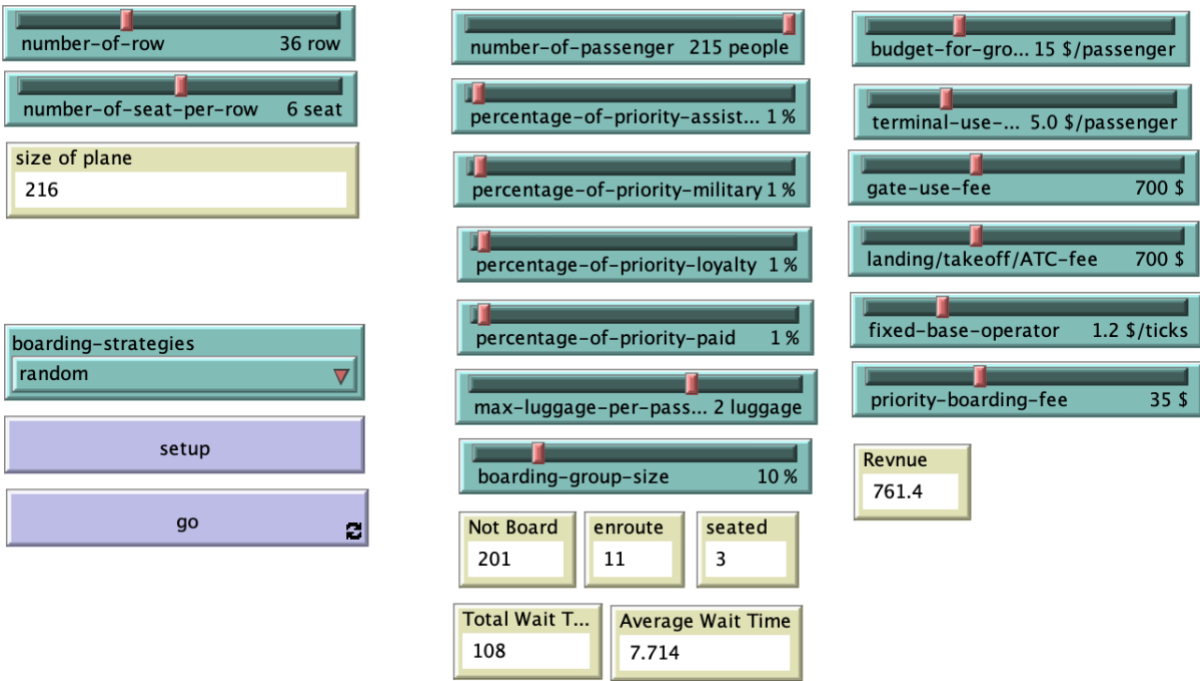 number-of-row 36 row
number-of-seat-per-row 6 seat
size of plane
216
boarding-strategies
random
setup
go
number-of-passenger 215 people
percentage-of-priority-assist... 1 %
percentage-of-priority-military 1 %
percentage-of-priority-loyalty 1 %
percentage-of-priority-paid 1 %
max-luggage-per-pass... 2 luggage
boarding-group-size 10 %
Not Board
201
enroute
11
seated
3
Total Wait T...
108
Average Wait Time
7.714
budget-for-gro... 15 $/passenger
terminal-use-... 5.0 $/passenger
gate-use-fee 700 $
landing/takeoff/ATC-fee 700 $
fixed-base-operator 1.2 $/ticks
priority-boarding-fee 35 $
Revnue
761.4